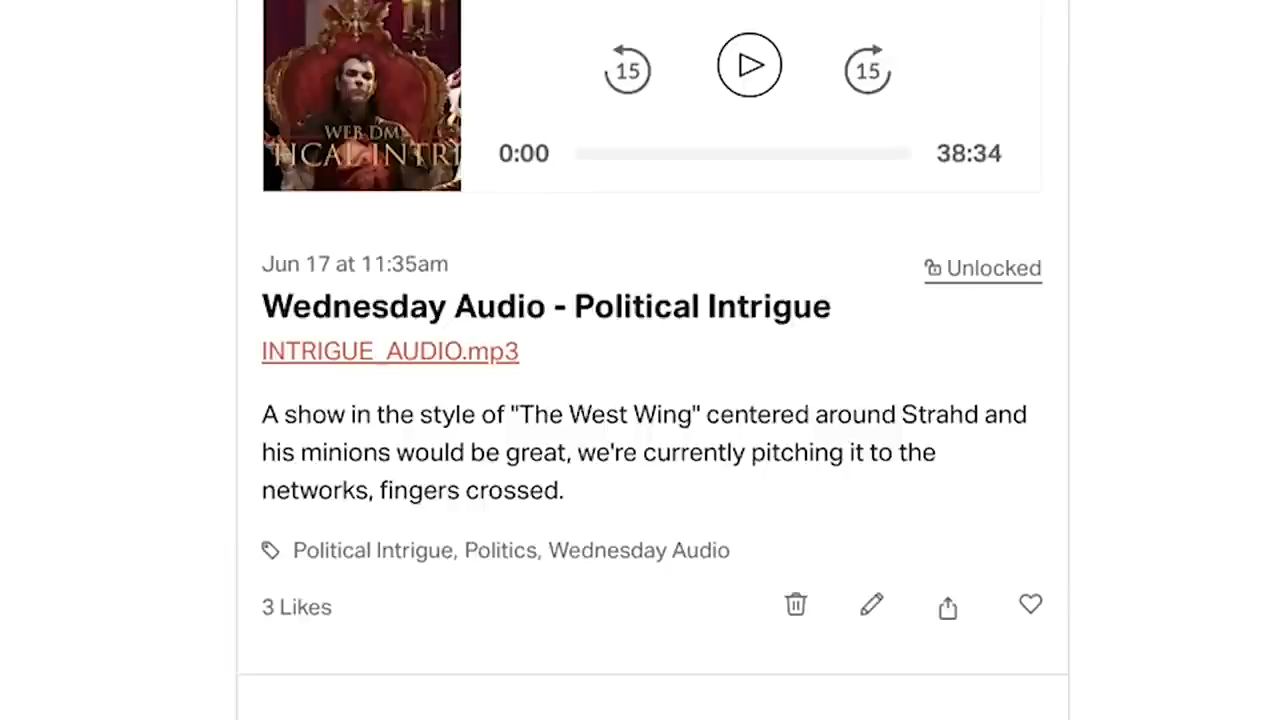 WEB DM
TICAL INTRI
15
15
0:00
38:34
Jun 17 at 11:35am
Unlocked
Wednesday Audio - Political Intrigue
INTRIGUE_AUDIO.mp3
A show in the style of "The West Wing" centered around Strahd and
his minions would be great, we're currently pitching it to the
networks, fingers crossed.
Political Intrigue, Politics, Wednesday Audio
3 Likes